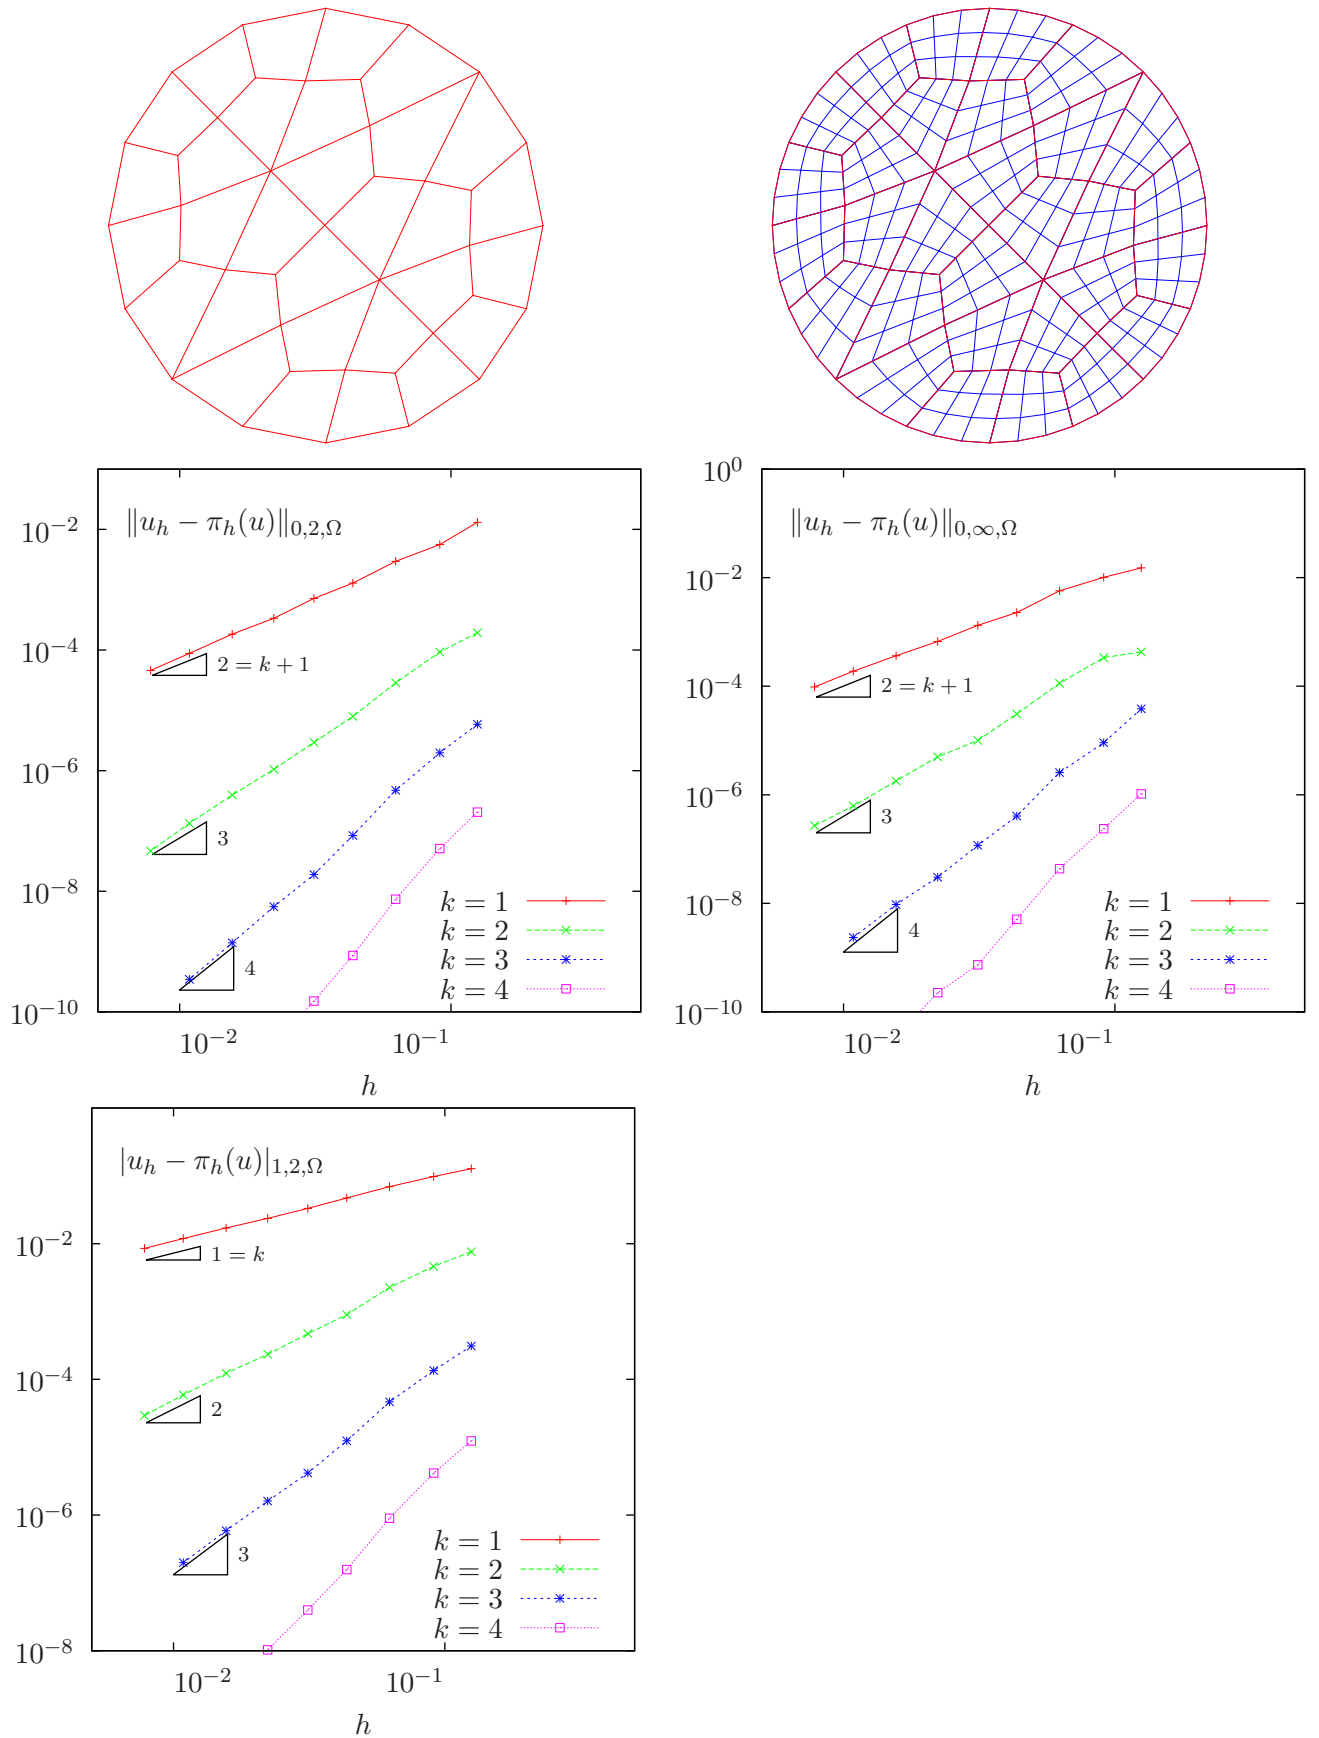 ‖u_h − π_h(u)‖_{0,2,Ω}
10^{−2}
10^{−4}
10^{−6}
10^{−8}
10^{−10}
2 = k + 1
3
4
k = 1
k = 2
k = 3
k = 4
10^{−2} 10^{−1}
h
‖u_h − π_h(u)‖_{0,∞,Ω}
10^{0}
10^{−2}
10^{−4}
10^{−6}
10^{−8}
10^{−10}
2 = k + 1
3
4
k = 1
k = 2
k = 3
k = 4
10^{−2} 10^{−1}
h
|u_h − π_h(u)|_{1,2,Ω}
10^{−2}
10^{−4}
10^{−6}
10^{−8}
1 = k
2
3
k = 1
k = 2
k = 3
k = 4
10^{−2} 10^{−1}
h